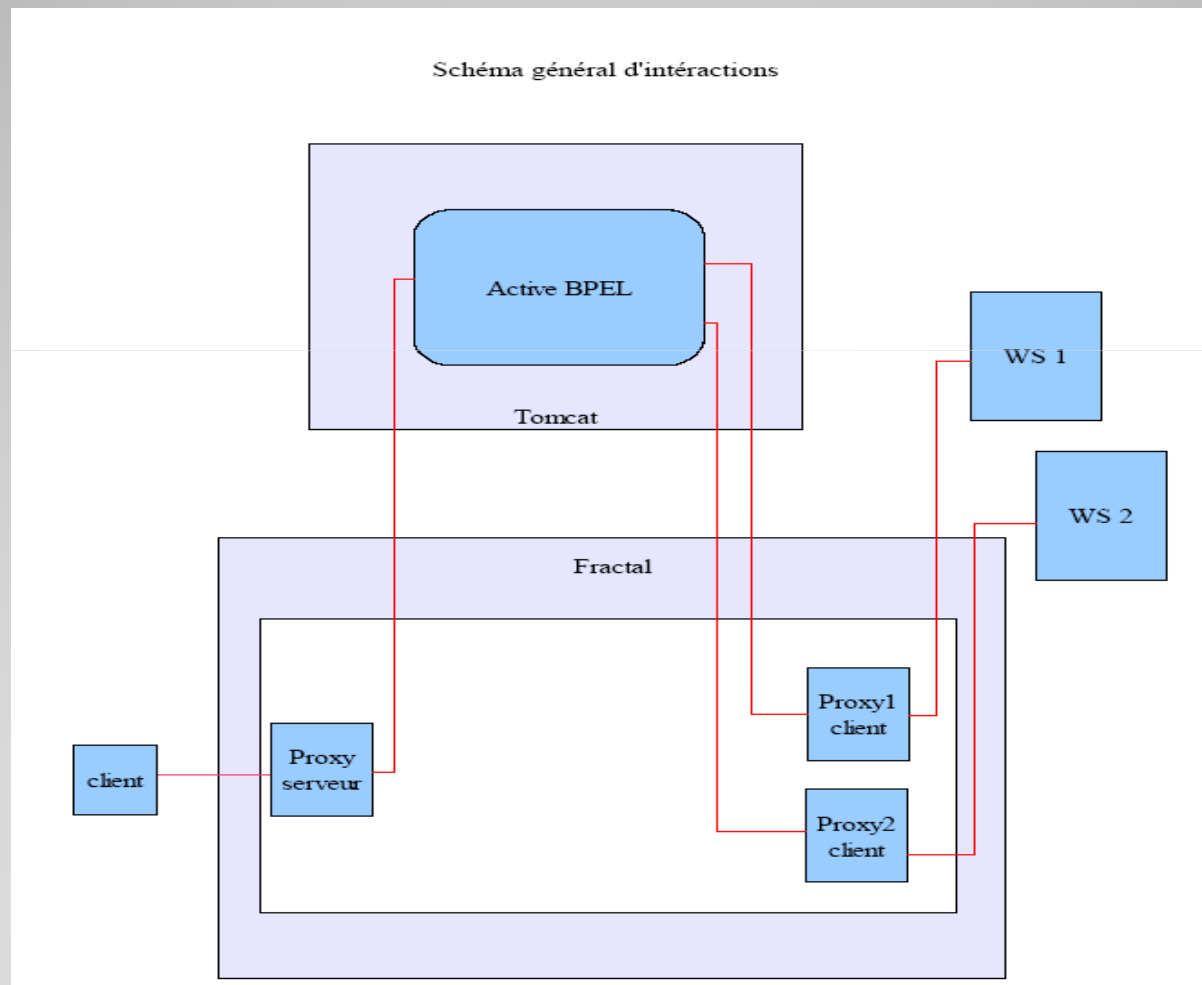 Schéma général d'intéractions
Active BPEL
Tomcat
WS 1
WS 2
Fractal
Proxy1
client
Proxy
serveur
client
Proxy2
client